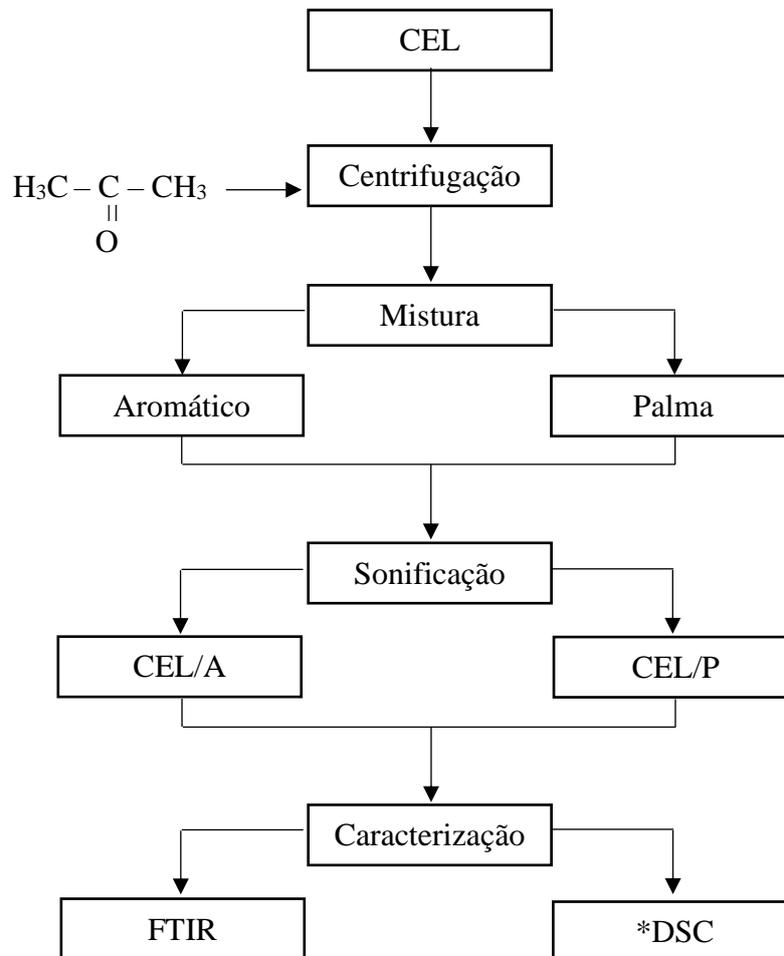 CEL
Centrifugação
H₃C – C – CH₃
||
O
Mistura
Aromático
Palma
Sonificação
CEL/A
CEL/P
Caracterização
FTIR
*DSC